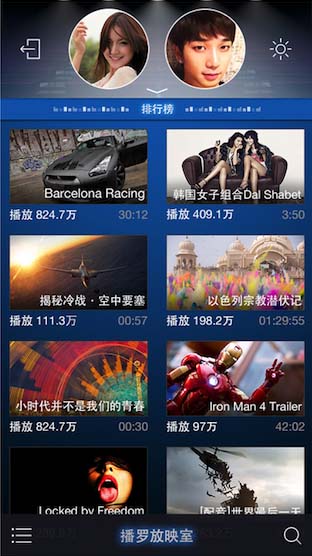 排行榜
Barcelona Racing
播放 824.7万 30:12
韩国女子组合Dal Shabet
播放 409.1万 3:50
揭秘冷战·空中要塞
播放 111.3万 00:57
以色列宗教潜伏记
播放 198.2万 01:29:55
小时代并不是我们的青春
播放 824.7万 00:30
Iron Man 4 Trailer
播放 97万 42:02
Locked by Freedom
[配音]世界最后一天
播罗放映室